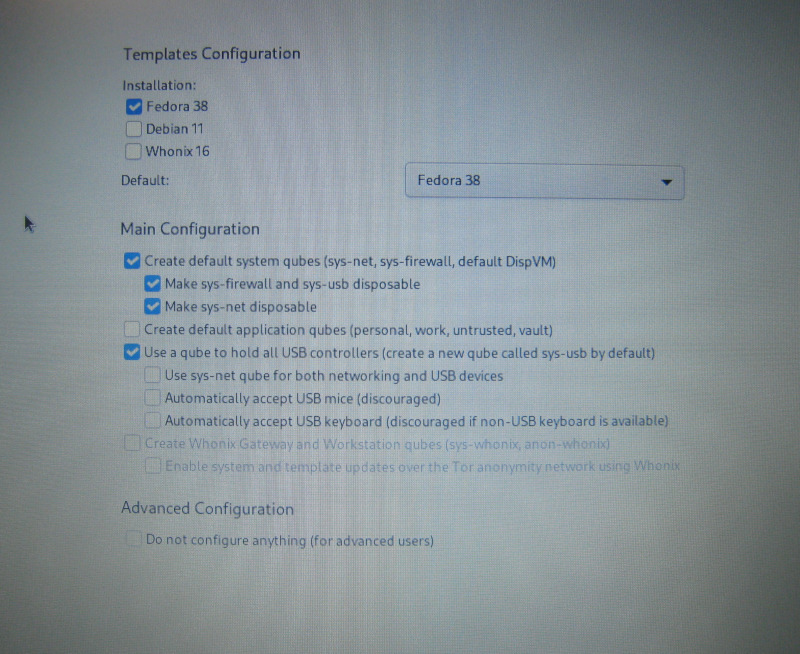 Templates Configuration
Installation:
Fedora 38
Debian 11
Whonix 16
Default:
Fedora 38
Main Configuration
Create default system qubes (sys-net, sys-firewall, default DispVM)
Make sys-firewall and sys-usb disposable
Make sys-net disposable
Create default application qubes (personal, work, untrusted, vault)
Use a qube to hold all USB controllers (create a new qube called sys-usb by default)
Use sys-net qube for both networking and USB devices
Automatically accept USB mice (discouraged)
Automatically accept USB keyboard (discouraged if non-USB keyboard is available)
Create Whonix Gateway and Workstation qubes (sys-whonix, anon-whonix)
Enable system and template updates over the Tor anonymity network using Whonix
Advanced Configuration
Do not configure anything (for advanced users)